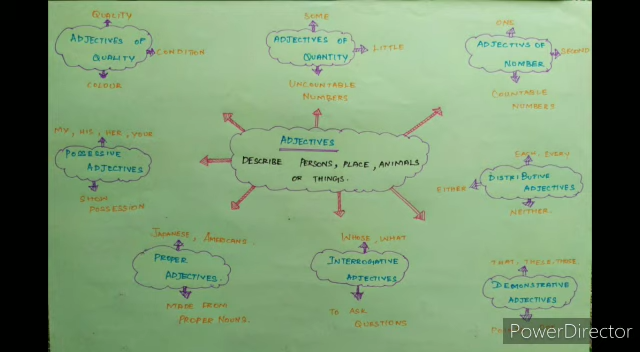 QUALITY
ADJECTIVES OF
QUALITY
CONDITION
COLOUR
SOME
ADJECTIVES OF
QUANTITY
LITTLE
UNCOUNTABLE
NUMBERS
ONE
ADJECTIVES OF
NUMBER
SECOND
COUNTABLE
NUMBERS
MY, HIS, HER, YOUR
POSSESSIVE
ADJECTIVES
SHOW
POSSESSION
ADJECTIVES
DESCRIBE PERSONS, PLACE, ANIMALS
OR THINGS.
EACH, EVERY
EITHER
DISTRIBUTIVE
ADJECTIVES
NEITHER.
JAPANESE, AMERICANS
PROPER
ADJECTIVES.
MADE FROM
PROPER NOUNS.
WHOSE, WHAT
INTERROGATIVE
ADJECTIVES
TO ASK
QUESTIONS
THAT, THESE, THOSE
DEMONSTRATIVE
ADJECTIVES
PowerDirector